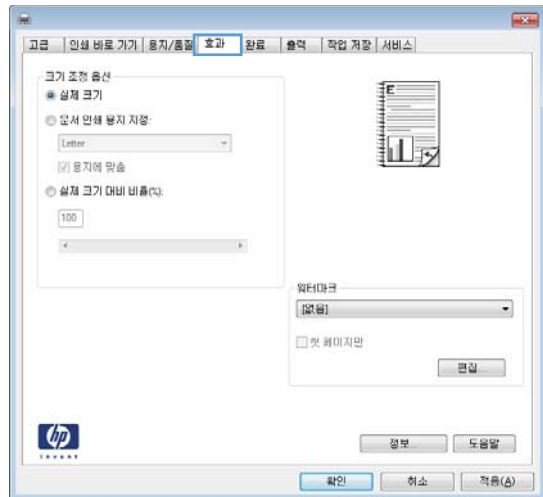 고급 인쇄 바로 가기 용지/품질 효과 완료 출력 작업 저장 서비스
크기 조정 옵션
실제 크기
문서 인쇄 용지 지정:
Letter
용지에 맞춤
실제 크기 대비 비율(%):
100
워터마크
[없음]
첫 페이지만
편집...
hp
invent
정보... 도움말
확인 취소 적용(A)